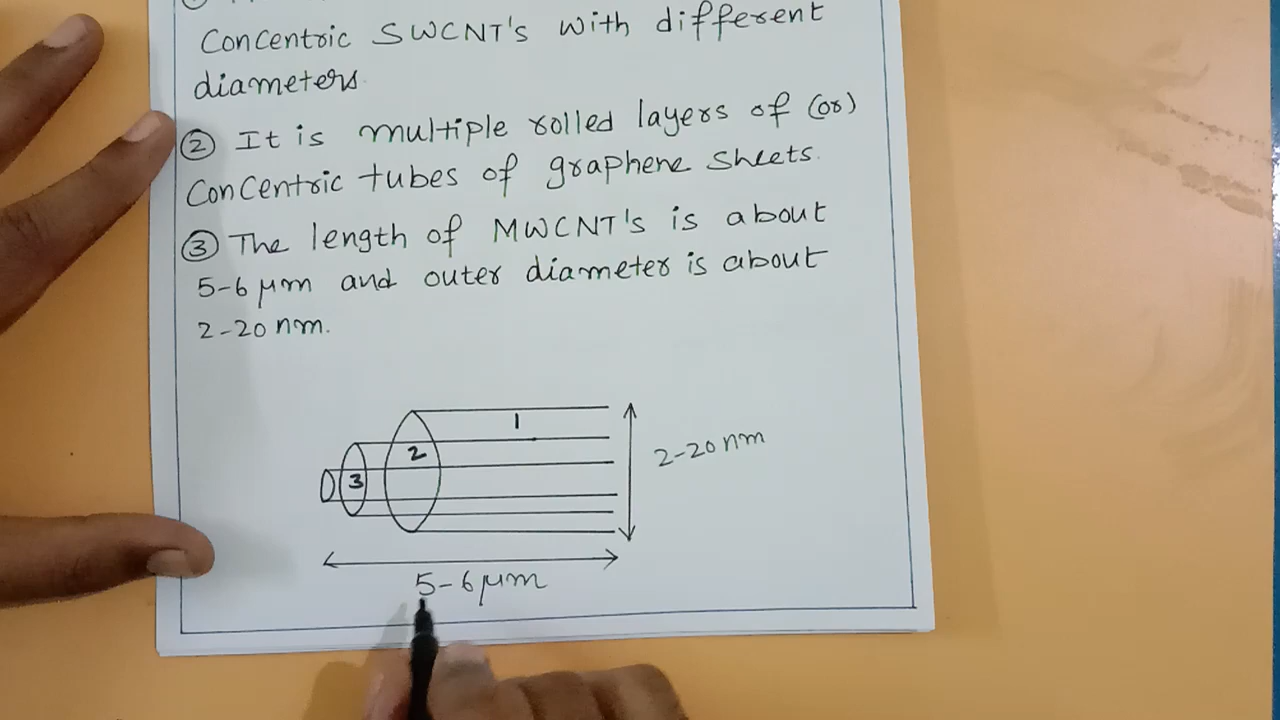 Concentric SWCNT's with different
diameters.
② It is multiple rolled layers of (or)
Concentric tubes of graphene sheets.
③ The length of MWCNT's is about
5-6 μm and outer diameter is about
2-20 nm.
1
2
3
2-20 nm
5-6 μm